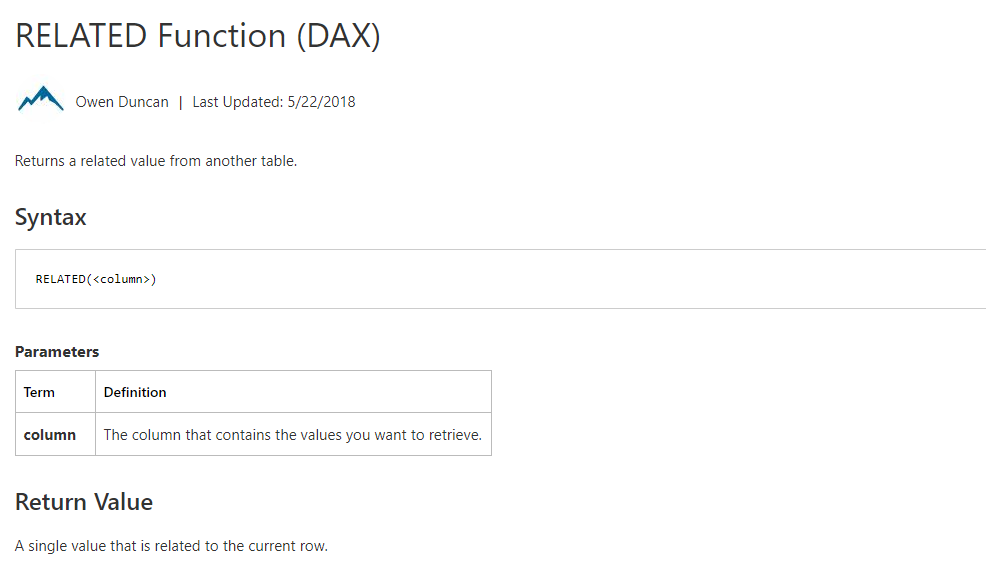 RELATED Function (DAX)
Owen Duncan | Last Updated: 5/22/2018
Returns a related value from another table.
Syntax
RELATED(<column>)
Parameters
Term Definition
column The column that contains the values you want to retrieve.
Return Value
A single value that is related to the current row.